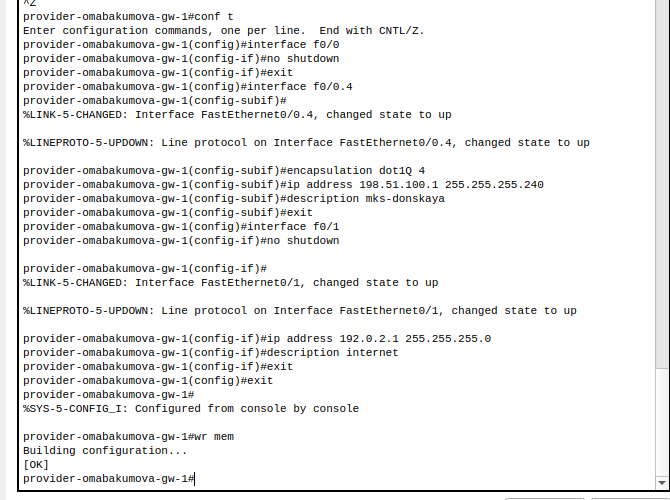 ^Z
provider-omabakumova-gw-1#conf t
Enter configuration commands, one per line.  End with CNTL/Z.
provider-omabakumova-gw-1(config)#interface f0/0
provider-omabakumova-gw-1(config-if)#no shutdown
provider-omabakumova-gw-1(config-if)#exit
provider-omabakumova-gw-1(config)#interface f0/0.4
provider-omabakumova-gw-1(config-subif)#
%LINK-5-CHANGED: Interface FastEthernet0/0.4, changed state to up
%LINEPROTO-5-UPDOWN: Line protocol on Interface FastEthernet0/0.4, changed state to up
provider-omabakumova-gw-1(config-subif)#encapsulation dot1Q 4
provider-omabakumova-gw-1(config-subif)#ip address 198.51.100.1 255.255.255.240
provider-omabakumova-gw-1(config-subif)#description mks-donskaya
provider-omabakumova-gw-1(config-subif)#exit
provider-omabakumova-gw-1(config)#interface f0/1
provider-omabakumova-gw-1(config-if)#no shutdown
provider-omabakumova-gw-1(config-if)#
%LINK-5-CHANGED: Interface FastEthernet0/1, changed state to up
%LINEPROTO-5-UPDOWN: Line protocol on Interface FastEthernet0/1, changed state to up
provider-omabakumova-gw-1(config-if)#ip address 192.0.2.1 255.255.255.0
provider-omabakumova-gw-1(config-if)#description internet
provider-omabakumova-gw-1(config-if)#exit
provider-omabakumova-gw-1(config)#exit
provider-omabakumova-gw-1#
%SYS-5-CONFIG_I: Configured from console by console
provider-omabakumova-gw-1#wr mem
Building configuration...
[OK]
provider-omabakumova-gw-1#